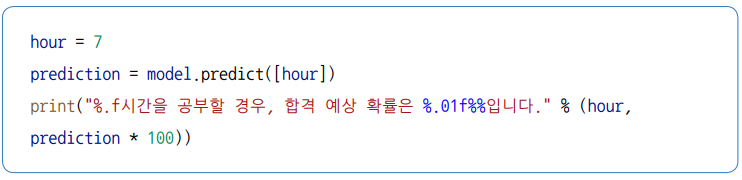 hour = 7
prediction = model.predict([hour])
print("%.f시간을 공부할 경우, 합격 예상 확률은 %.01f%%입니다." % (hour,
prediction * 100))